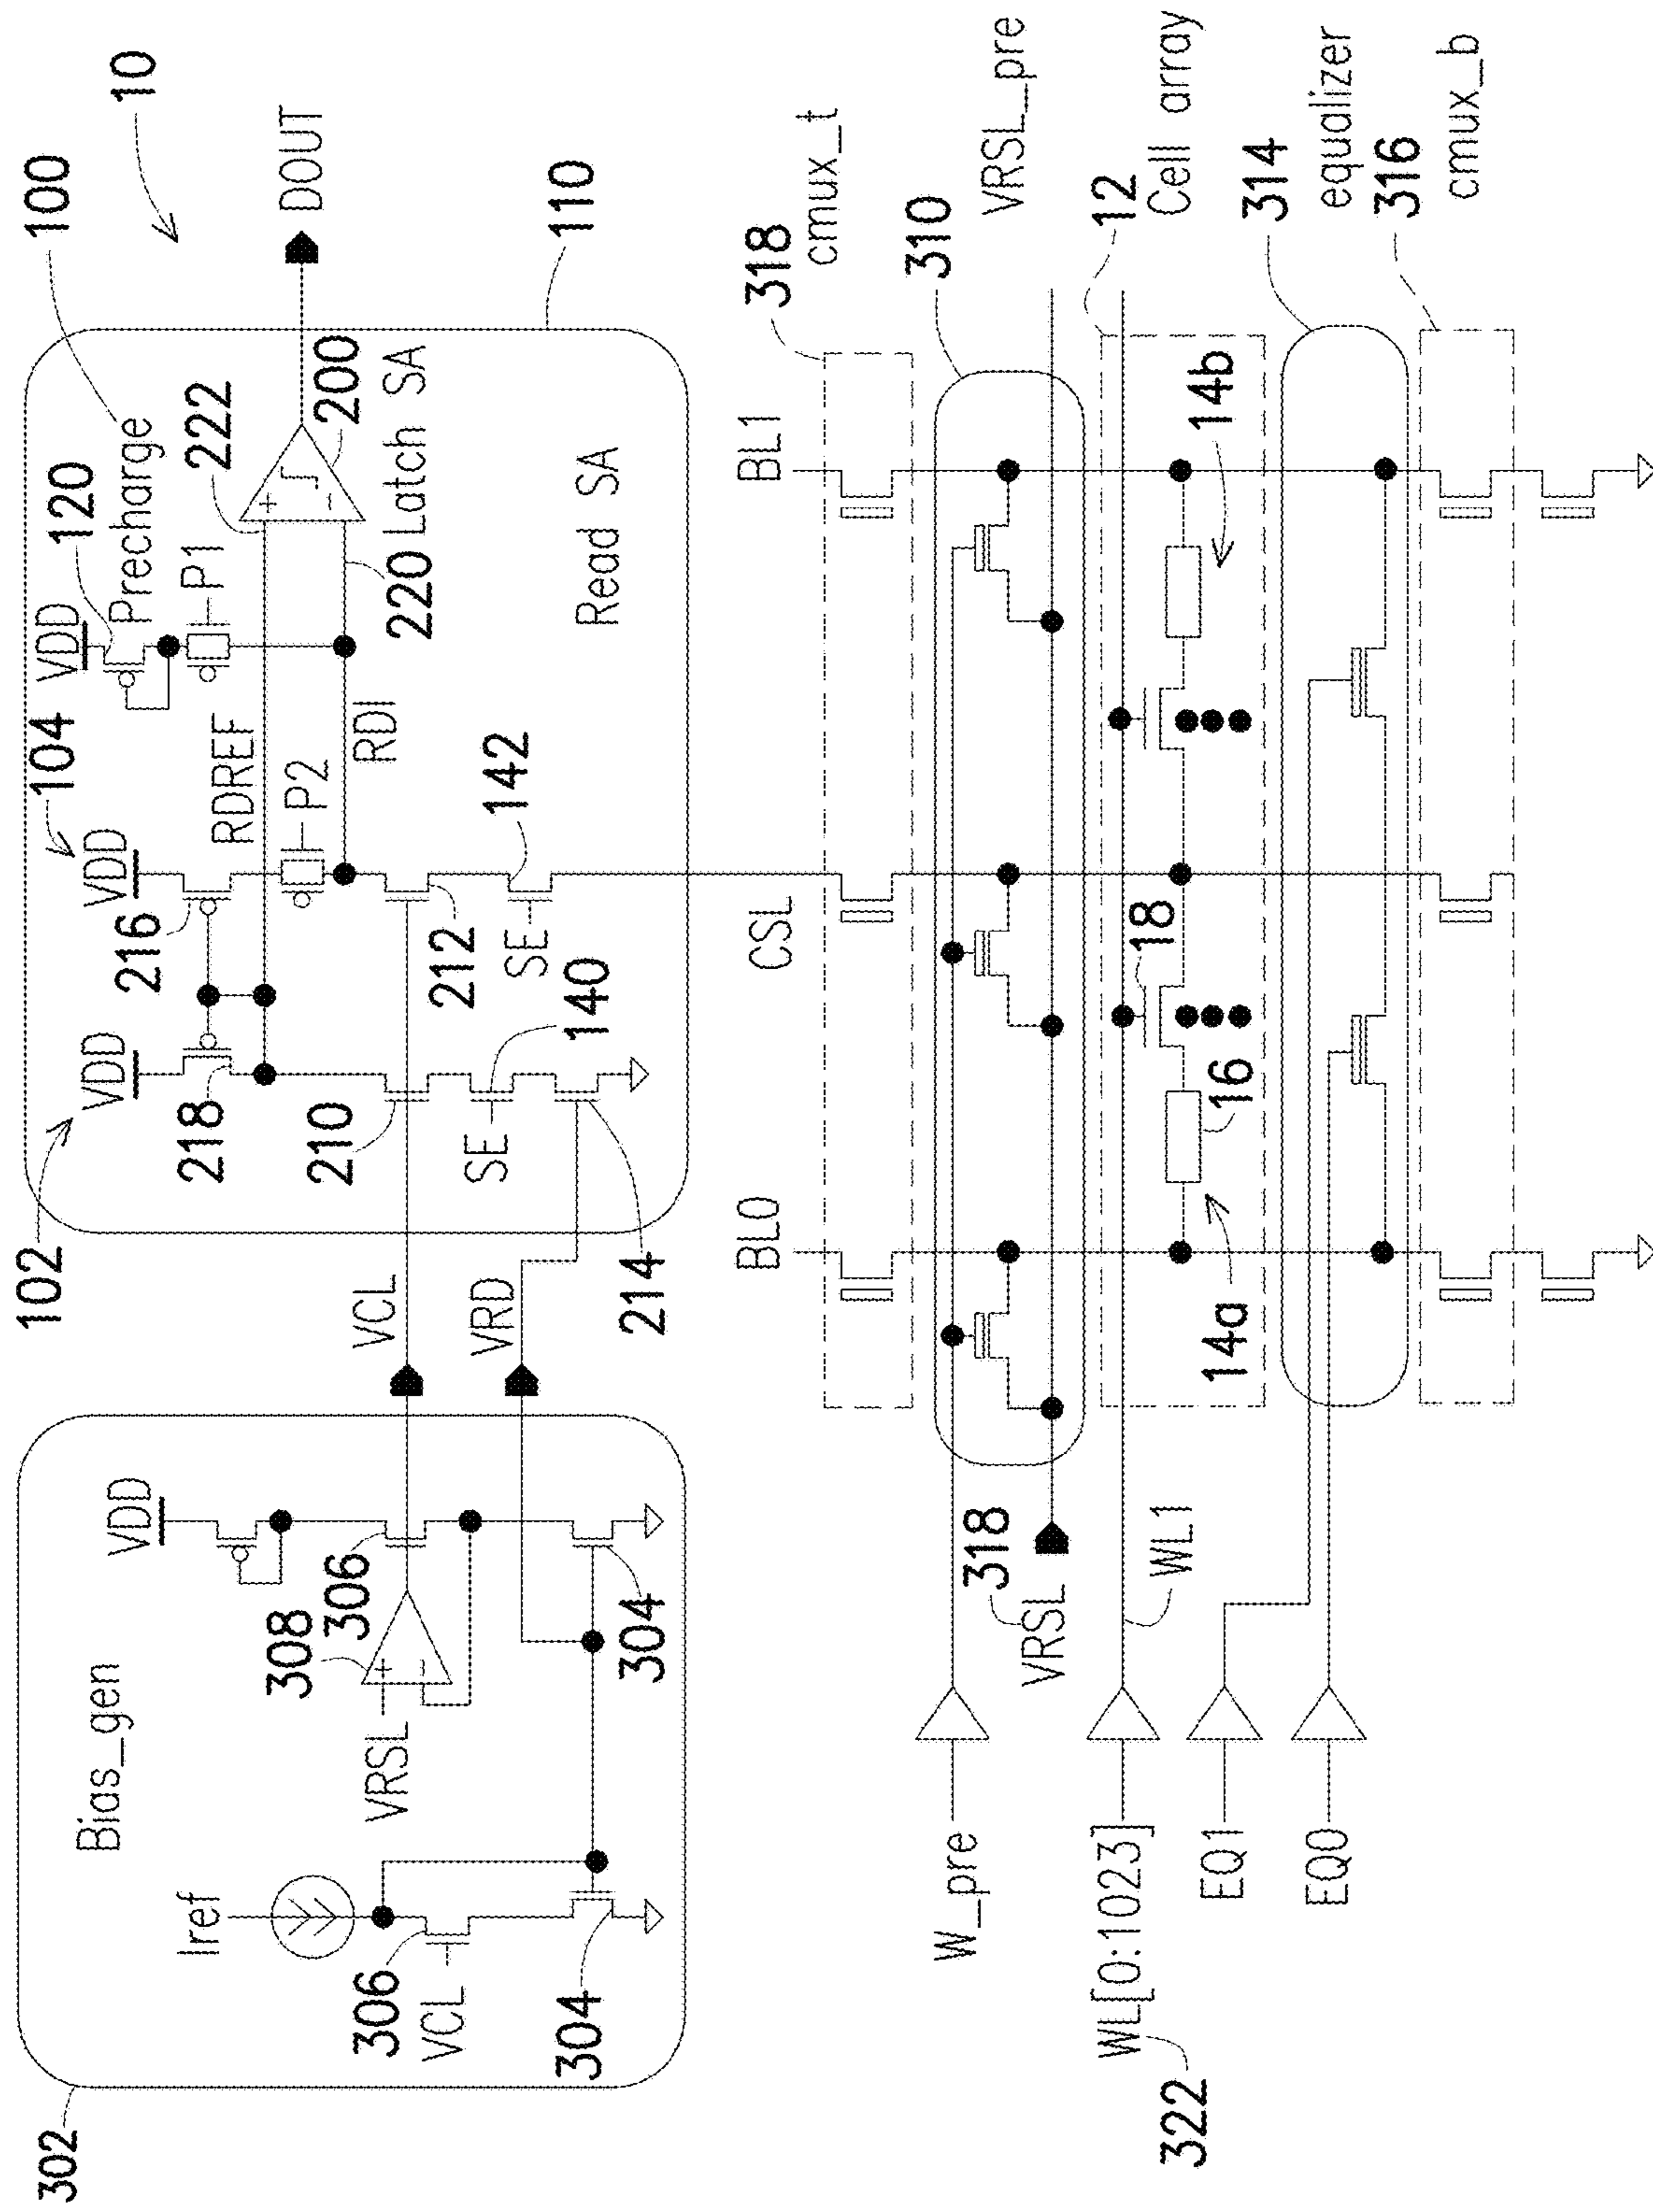 302
Bias_gen
Iref
306
VCL
304
VRSL
308
306
304
VDD
VCL
VRD
102
VDD
218
210
SE
140
214
104
VDD
216
RDREF
P2
RDI
212
SE
142
VDD
120
Precharge
P1
222
220
Latch SA
200
Read SA
100
10
DOUT
110
BL0
CSL
BL1
318
cmux_t
310
VRSL_pre
W_pre
VRSL
318
WL1
WL[0:1023]
322
EQ1
EQ0
14a
16
18
14b
12
Cell array
314
equalizer
316
cmux_b
+
−
+
−